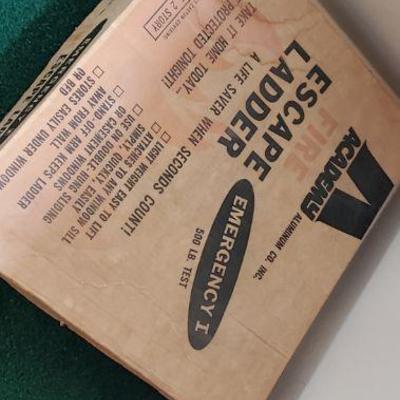 ACADEMY
ALUMINUM CO. INC.
FIRE
ESCAPE
LADDER
EMERGENCY I
500 LB. TEST
A LIFE SAVER WHEN SECONDS COUNT!
TAKE IT HOME TODAY ...
PROTECTED TONIGHT!
2 STORY
LIGHT WEIGHT EASY TO LIFT
ATTACHES TO ANY WINDOW SILL
SIMPLY, QUICKLY
USE ON DOUBLE HUNG SLIDING
OR CASEMENT WINDOWS
STAND-OFF ARM KEEPS LADDER
AWAY FROM WALL
STORES EASILY UNDER WINDOW
OR BED